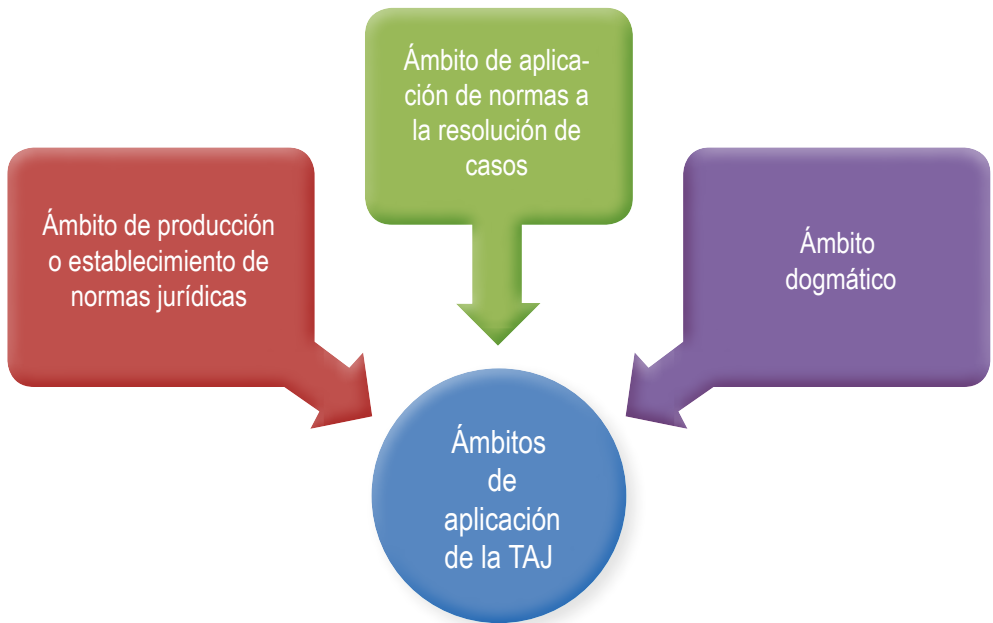 Ámbito de producción
o establecimiento de
normas jurídicas
Ámbito de aplica-
ción de normas a
la resolución de
casos
Ámbito
dogmático
Ámbitos
de
aplicación
de la TAJ